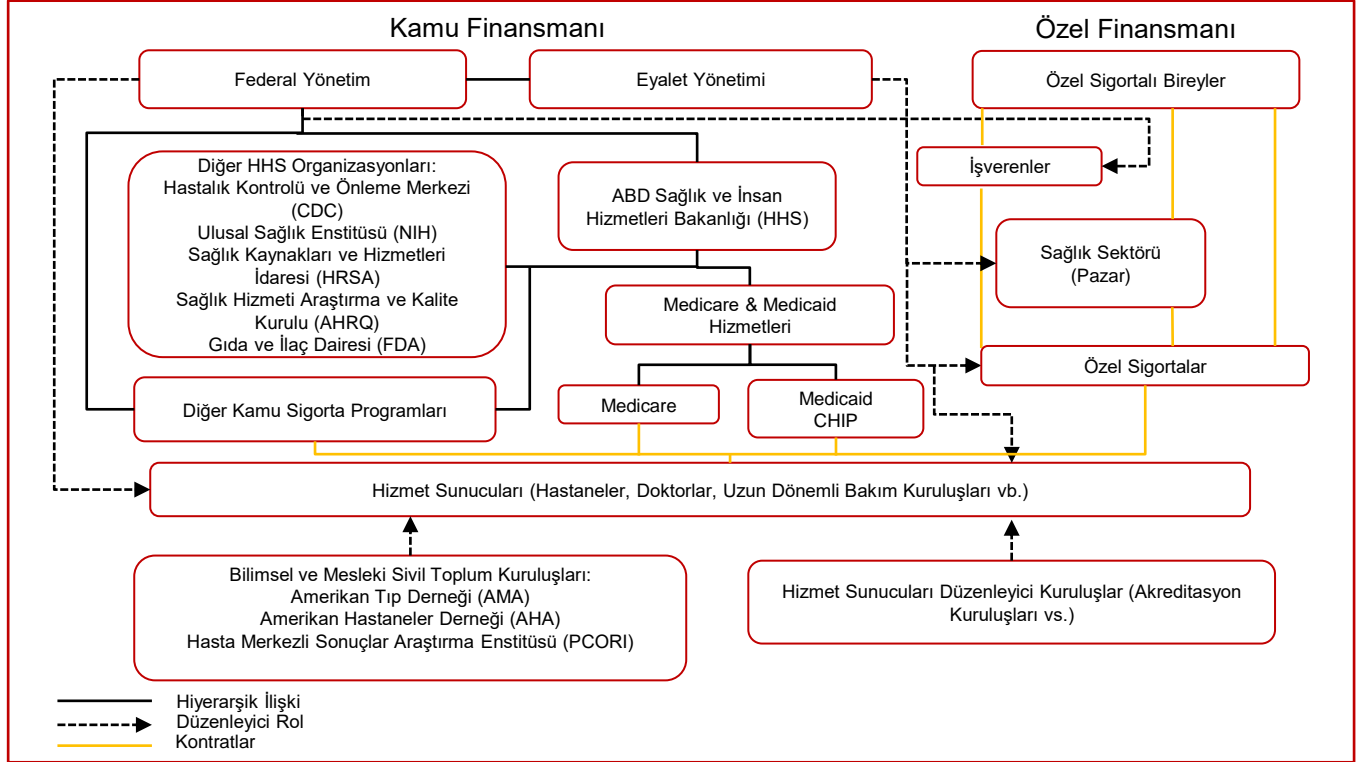 Kamu Finansmanı
Özel Finansmanı
Federal Yönetim
Eyalet Yönetimi
Özel Sigortalı Bireyler
Diğer HHS Organizasyonları:
Hastalık Kontrolü ve Önleme Merkezi
(CDC)
Ulusal Sağlık Enstitüsü (NIH)
Sağlık Kaynakları ve Hizmetleri
İdaresi (HRSA)
Sağlık Hizmeti Araştırma ve Kalite
Kurulu (AHRQ)
Gıda ve İlaç Dairesi (FDA)
ABD Sağlık ve İnsan
Hizmetleri Bakanlığı (HHS)
İşverenler
Sağlık Sektörü
(Pazar)
Medicare & Medicaid
Hizmetleri
Özel Sigortalar
Diğer Kamu Sigorta Programları
Medicare
Medicaid
CHIP
Hizmet Sunucuları (Hastaneler, Doktorlar, Uzun Dönemli Bakım Kuruluşları vb.)
Bilimsel ve Mesleki Sivil Toplum Kuruluşları:
Amerikan Tıp Derneği (AMA)
Amerikan Hastaneler Derneği (AHA)
Hasta Merkezli Sonuçlar Araştırma Enstitüsü (PCORI)
Hizmet Sunucuları Düzenleyici Kuruluşlar (Akreditasyon
Kuruluşları vs.)
Hiyerarşik İlişki
Düzenleyici Rol
Kontratlar